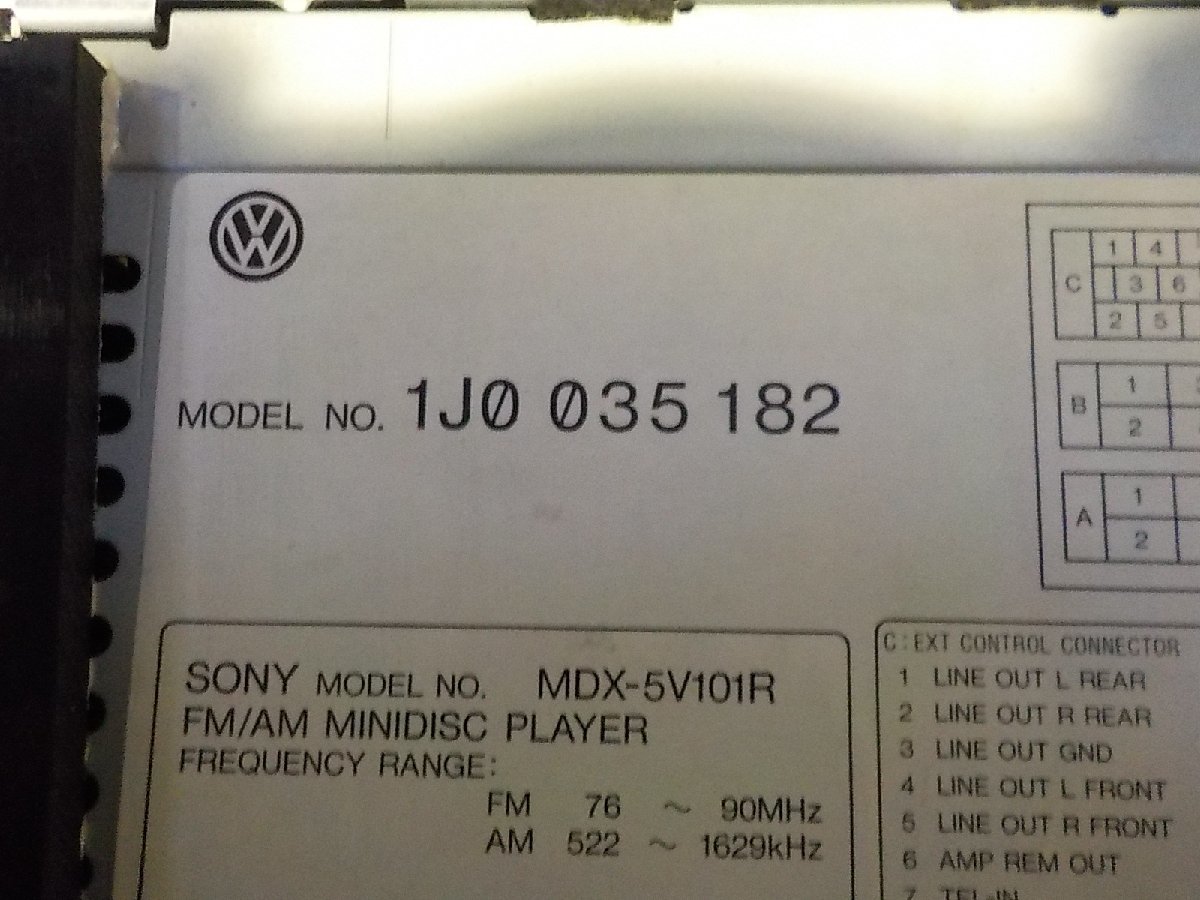 MODEL NO. 1J0 035 182
C
1 4
3 6
2 5
B
1
2
A
1
2
SONY MODEL NO. MDX-5V101R
FM/AM MINIDISC PLAYER
FREQUENCY RANGE:
FM 76 ~ 90MHz
AM 522 ~ 1629kHz
C:EXT CONTROL CONNECTOR
1 LINE OUT L REAR
2 LINE OUT R REAR
3 LINE OUT GND
4 LINE OUT L FRONT
5 LINE OUT R FRONT
6 AMP REM OUT
7 TEL-IN